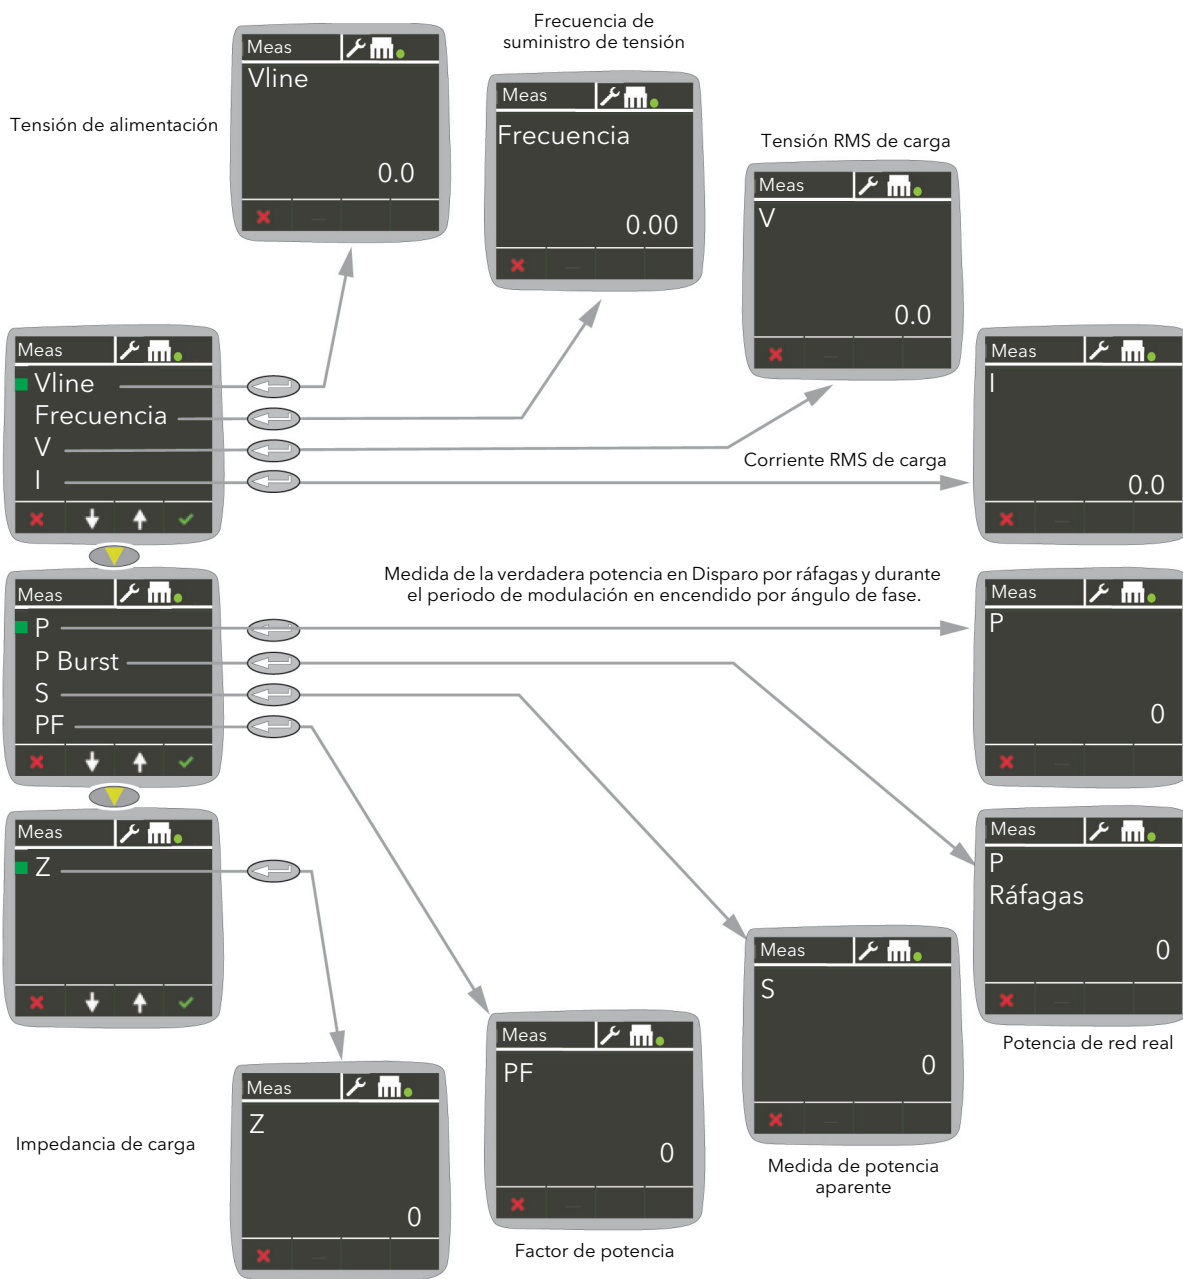 Frecuencia de
suministro de tensión
Meas
Vline
0.0
Tensión de alimentación
Meas
Frecuencia
0.00
Tensión RMS de carga
Meas
V
0.0
Meas
Vline
Frecuencia
V
I
Corriente RMS de carga
Meas
I
0.0
Meas
P
P Burst
S
PF
Medida de la verdadera potencia en Disparo por ráfagas y durante
el periodo de modulación en encendido por ángulo de fase.
Meas
P
0
Meas
Z
Meas
P
Ráfagas
0
Potencia de red real
Meas
S
0
Medida de potencia
aparente
Meas
PF
0
Factor de potencia
Impedancia de carga
Meas
Z
0